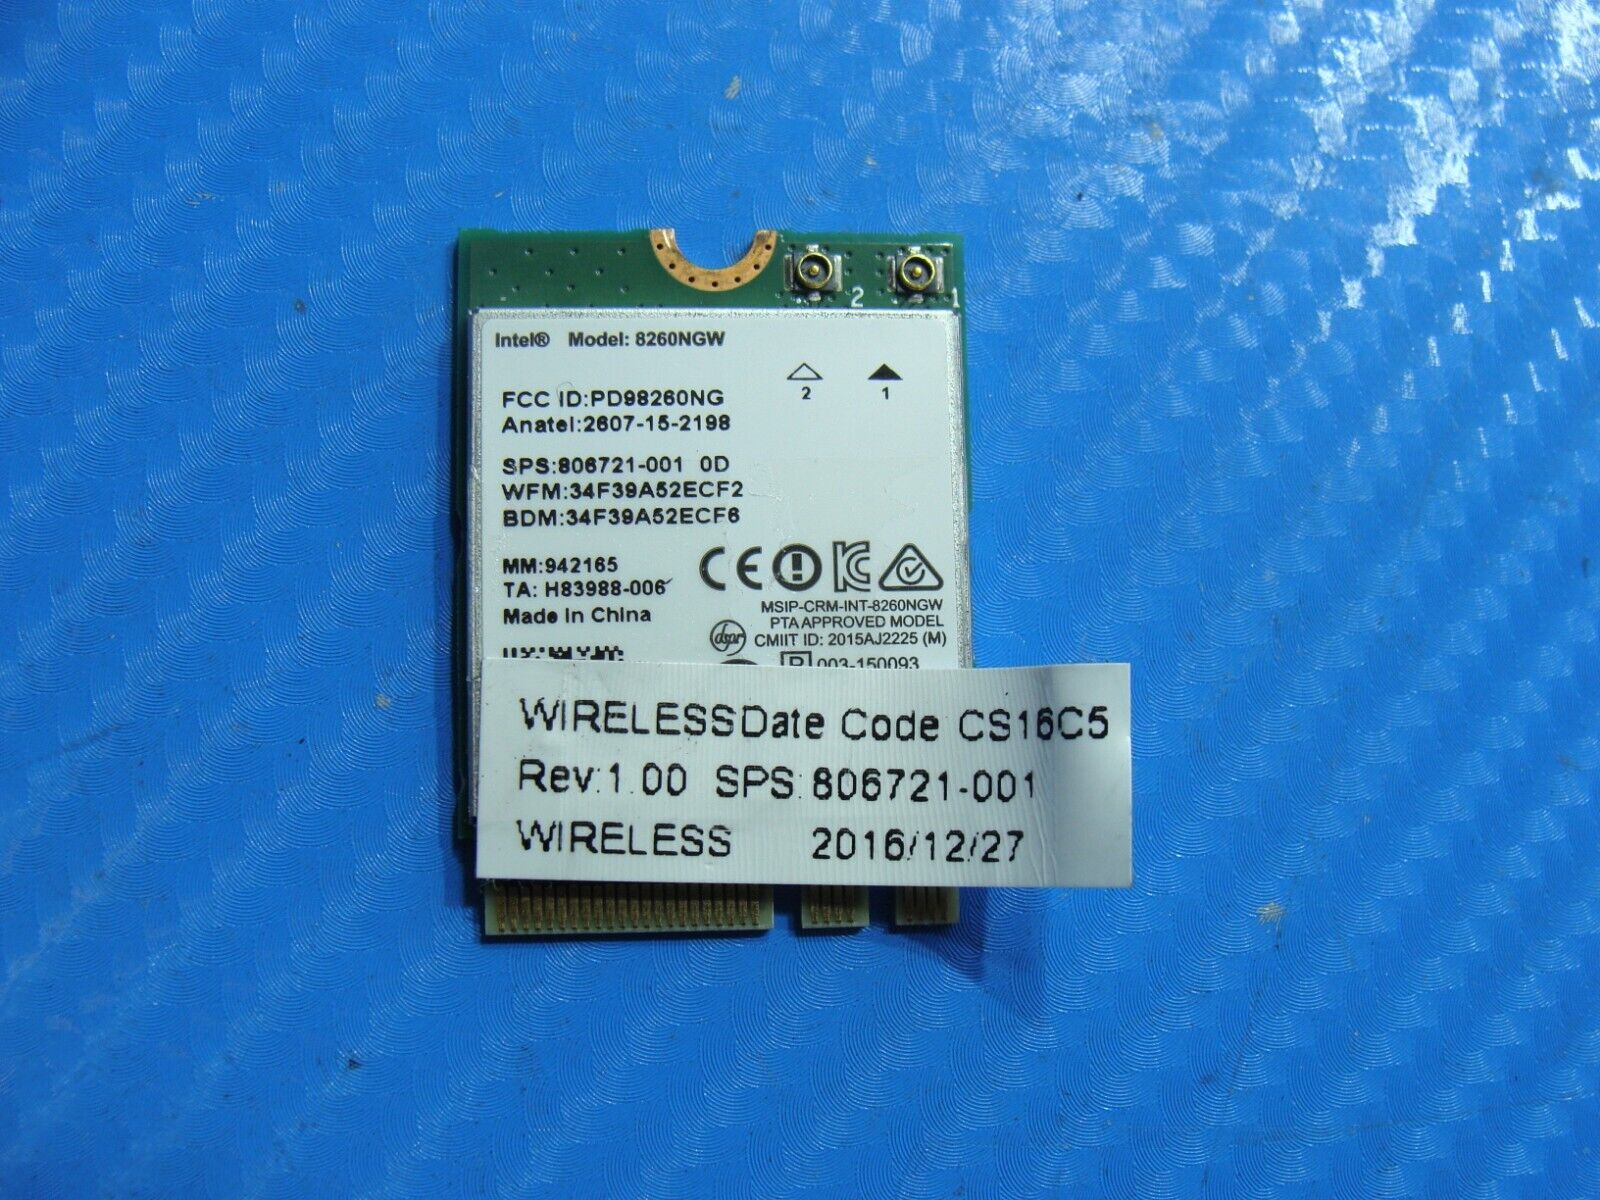 2 1
Intel® Model: 8260NGW
2 1
FCC ID:PD98260NG
Anatel:2607-15-2198
SPS:806721-001 0D
WFM:34F39A52ECF2
BDM:34F39A52ECF6
MM:942165
TA: H83988-006
Made in China
MSIP-CRM-INT-8260NGW
PTA APPROVED MODEL
dspr CMIIT ID: 2015AJ2225 (M)
R 003-150093
WIRELESSDate Code CS16C5
Rev:1.00 SPS:806721-001
WIRELESS 2016/12/27